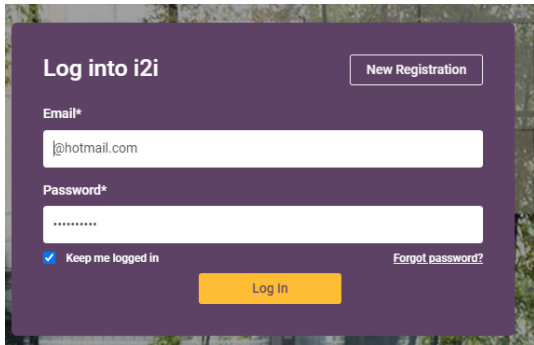 Log into i2i
New Registration
Email*
@hotmail.com
Password*
••••••••••
Keep me logged in
Forgot password?
Log In